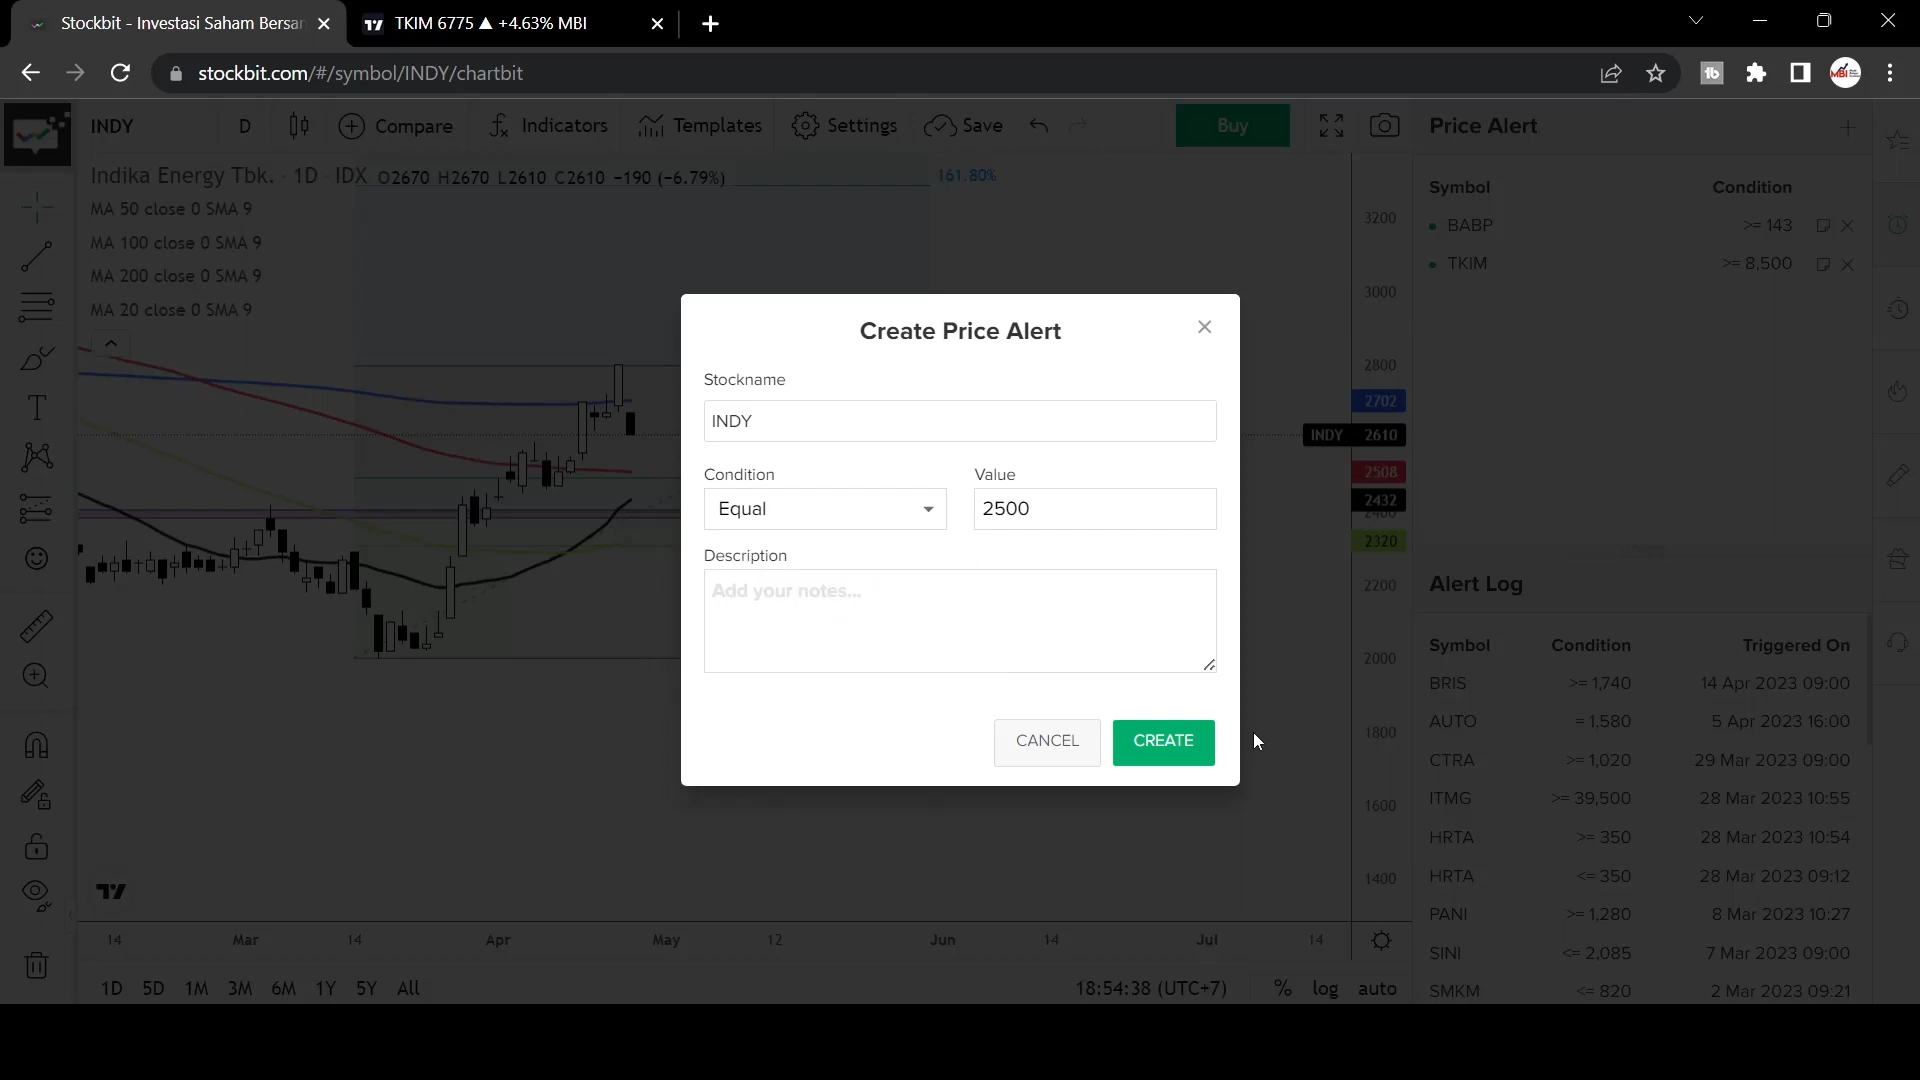 Stockbit - Investasi Saham Bersar
TKIM 6775 ▲ +4.63% MBI
stockbit.com/#/symbol/INDY/chartbit
INDY
D
Compare
Indicators
Templates
Settings
Save
Buy
Indika Energy Tbk. · 1D · IDX O2670 H2670 L2610 C2610 −190 (−6.79%)
161.80%
MA 50 close 0 SMA 9
MA 100 close 0 SMA 9
MA 200 close 0 SMA 9
MA 20 close 0 SMA 9
3200
3000
2800
2702
INDY 2610
2508
2432
2400
2320
2200
2000
1800
1600
1400
14
Mar
14
Apr
May
12
Jun
14
Jul
14
1D 5D 1M 3M 6M 1Y 5Y All
18:54:38 (UTC+7)
% log auto
Create Price Alert
Stockname
INDY
Condition Value
Equal 2500
Description
Add your notes...
CANCEL CREATE
Price Alert
Symbol Condition
BABP >= 143
TKIM >= 8,500
Alert Log
Symbol Condition Triggered On
BRIS >= 1,740 14 Apr 2023 09:00
AUTO = 1,580 5 Apr 2023 16:00
CTRA >= 1,020 29 Mar 2023 09:00
ITMG >= 39,500 28 Mar 2023 10:55
HRTA >= 350 28 Mar 2023 10:54
HRTA <= 350 28 Mar 2023 09:12
PANI >= 1,280 8 Mar 2023 10:27
SINI <= 2,085 7 Mar 2023 09:00
SMKM <= 820 2 Mar 2023 09:21